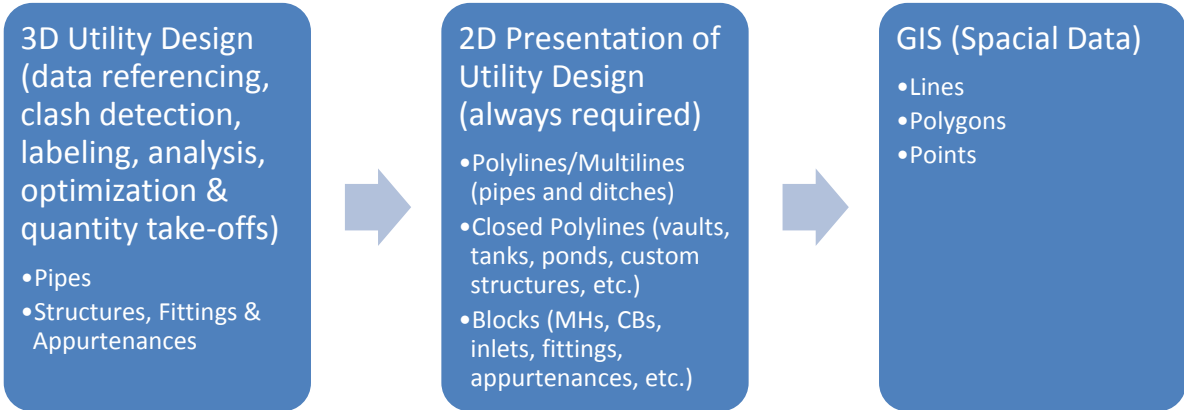 3D Utility Design
(data referencing,
clash detection,
labeling, analysis,
optimization &
quantity take-offs)
•Pipes
•Structures, Fittings &
Appurtenances
2D Presentation of
Utility Design
(always required)
•Polylines/Multilines
(pipes and ditches)
•Closed Polylines (vaults,
tanks, ponds, custom
structures, etc.)
•Blocks (MHs, CBs,
inlets, fittings,
appurtenances, etc.)
GIS (Spacial Data)
•Lines
•Polygons
•Points